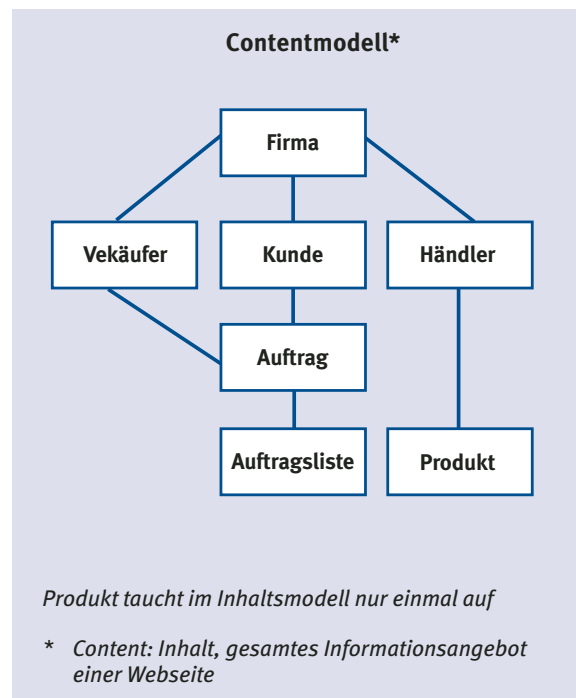 Contentmodell*
Firma
Vekäufer
Kunde
Händler
Auftrag
Auftragsliste
Produkt
Produkt taucht im Inhaltsmodell nur einmal auf
* Content: Inhalt, gesamtes Informationsangebot
einer Webseite